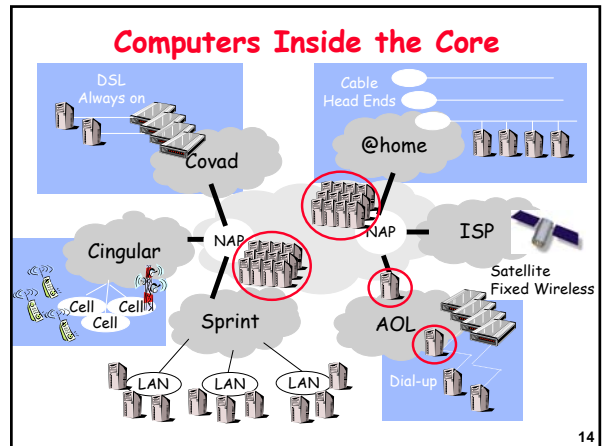 Computers Inside the Core
DSL
Always on
Cable
Head Ends
Covad
@home
NAP
NAP
ISP
Cingular
Satellite
Fixed Wireless
Cell
Cell
Cell
Sprint
AOL
LAN
LAN
LAN
Dial-up
14